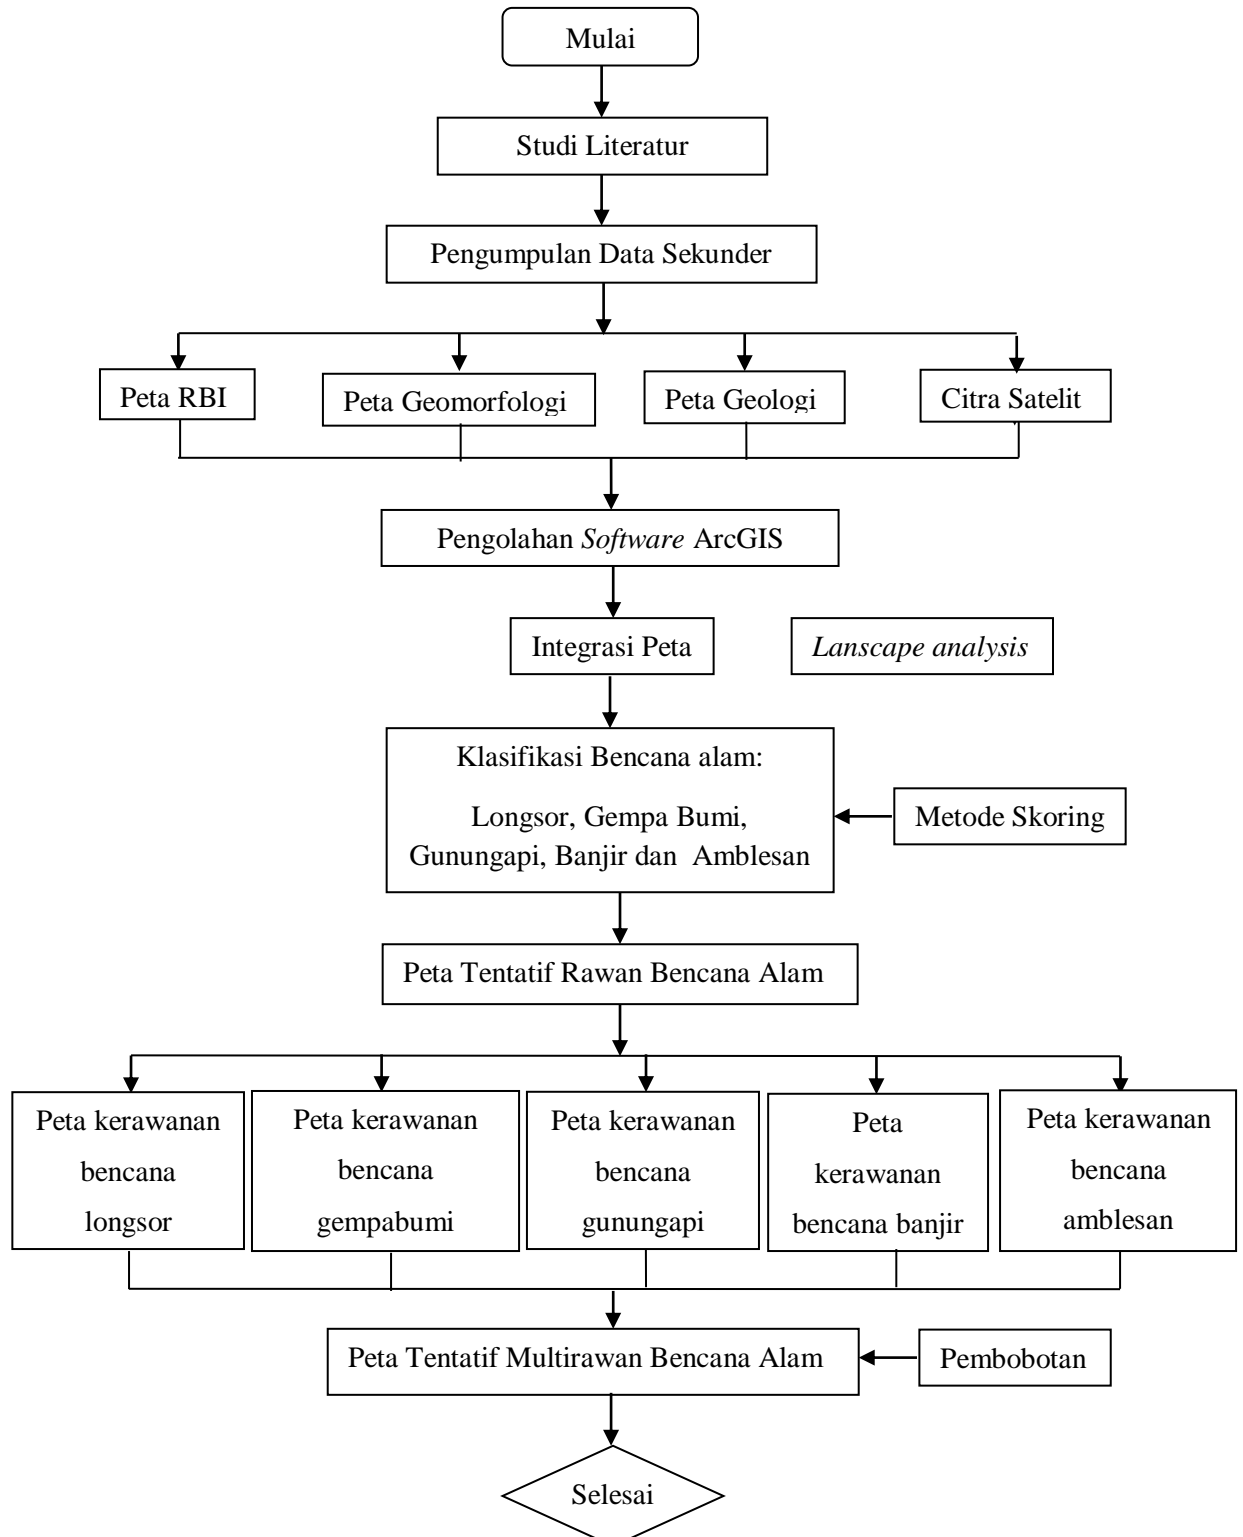 Mulai
Studi Literatur
Pengumpulan Data Sekunder
Peta RBI
Peta Geomorfologi
Peta Geologi
Citra Satelit
Pengolahan Software ArcGIS
Integrasi Peta
Lanscape analysis
Klasifikasi Bencana alam:
Longsor, Gempa Bumi,
Gunungapi, Banjir dan Amblesan
Metode Skoring
Peta Tentatif Rawan Bencana Alam
Peta kerawanan
bencana
longsor
Peta kerawanan
bencana
gempabumi
Peta kerawanan
bencana
gunungapi
Peta
kerawanan
bencana banjir
Peta kerawanan
bencana
amblesan
Peta Tentatif Multirawan Bencana Alam
Pembobotan
Selesai